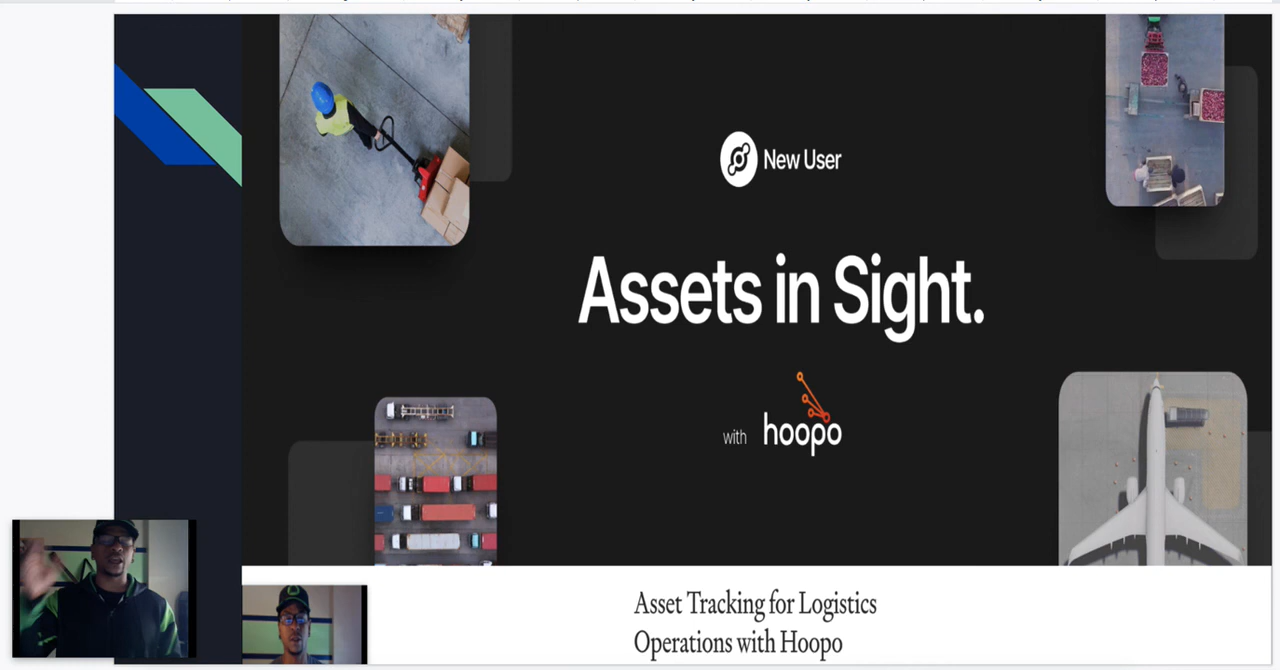 New User
Assets in Sight.
with hoopo
Asset Tracking for Logistics
Operations with Hoopo